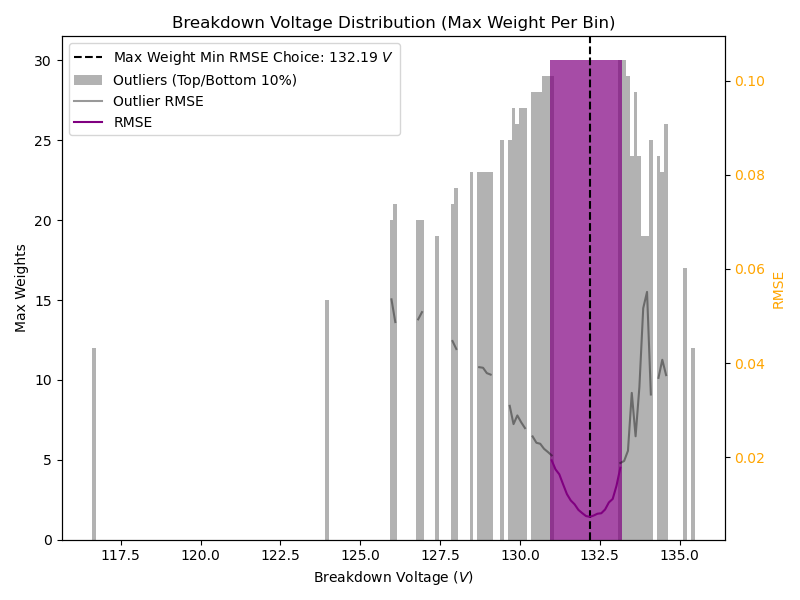 Breakdown Voltage Distribution (Max Weight Per Bin)
Max Weight Min RMSE Choice: 132.19 V
Outliers (Top/Bottom 10%)
Outlier RMSE
RMSE
30
25
20
15
10
5
0
Max Weights
0.10
0.08
0.06
0.04
0.02
RMSE
117.5 120.0 122.5 125.0 127.5 130.0 132.5 135.0
Breakdown Voltage (V)